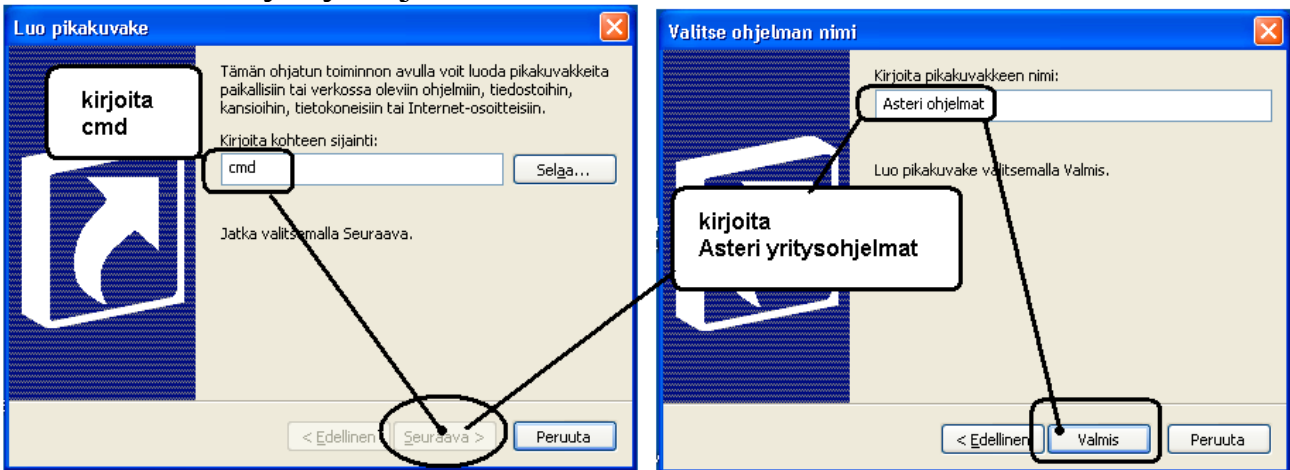 Luo pikakuvake
kirjoita
cmd
Tämän ohjatun toiminnon avulla voit luoda pikakuvakkeita
paikallisiin tai verkossa oleviin ohjelmiin, tiedostoihin,
kansioihin, tietokoneisiin tai Internet-osoitteisiin.
Kirjoita kohteen sijainti:
cmd
Selaa...
Jatka valitsemalla Seuraava.
< Edellinen
Seuraava >
Peruuta
Valitse ohjelman nimi
Kirjoita pikakuvakkeen nimi:
Asteri ohjelmat
Luo pikakuvake valitsemalla Valmis.
kirjoita
Asteri yritysohjelmat
< Edellinen
Valmis
Peruuta